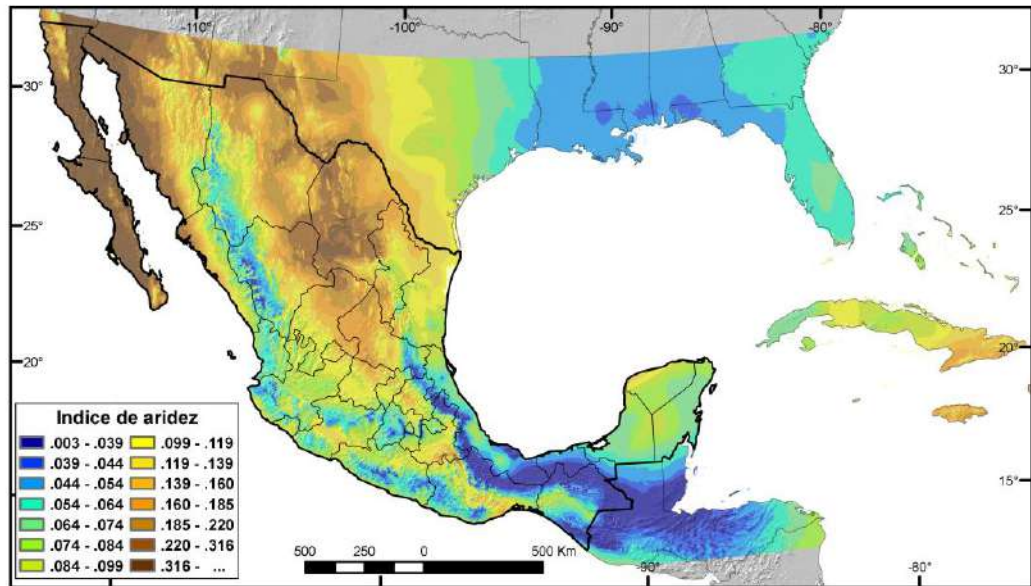 -110°
-100°
-90°
-80°
30°
30°
25°
25°
20°
20°
15°
15°
Indice de aridez
.003 - .039
.099 - .119
.039 - .044
.119 - .139
.044 - .054
.139 - .160
.054 - .064
.160 - .185
.064 - .074
.185 - .220
.074 - .084
.220 - .316
.084 - .099
.316 - ...
500 250 0 500 Km
-90°
-80°